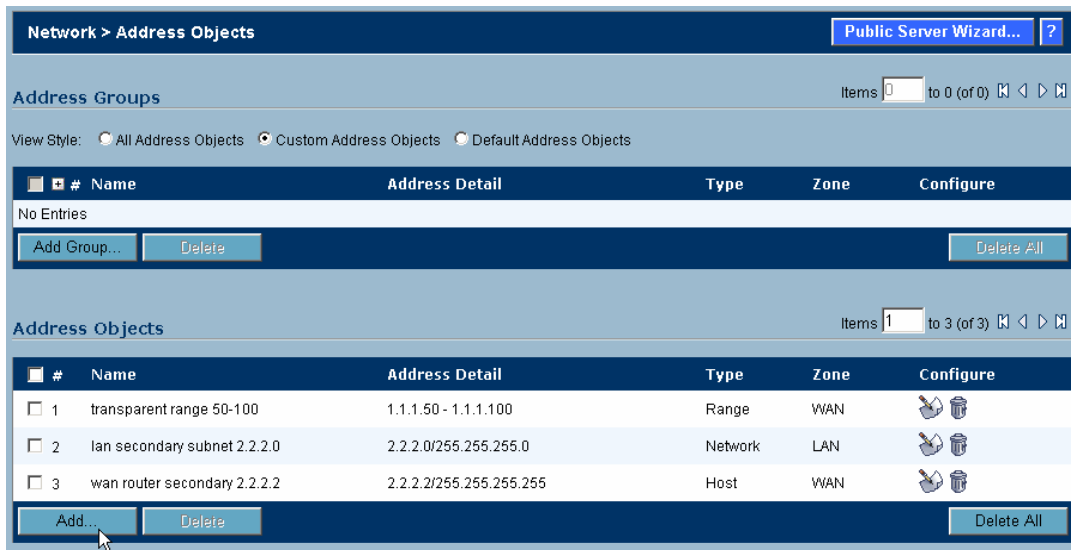 Network > Address Objects Public Server Wizard... ?
Address Groups Items 0 to 0 (of 0)
View Style: All Address Objects Custom Address Objects Default Address Objects
# Name Address Detail Type Zone Configure
No Entries
Add Group... Delete Delete All
Address Objects Items 1 to 3 (of 3)
# Name Address Detail Type Zone Configure
1 transparent range 50-100 1.1.1.50 - 1.1.1.100 Range WAN
2 lan secondary subnet 2.2.2.0 2.2.2.0/255.255.255.0 Network LAN
3 wan router secondary 2.2.2.2 2.2.2.2/255.255.255.255 Host WAN
Add... Delete Delete All